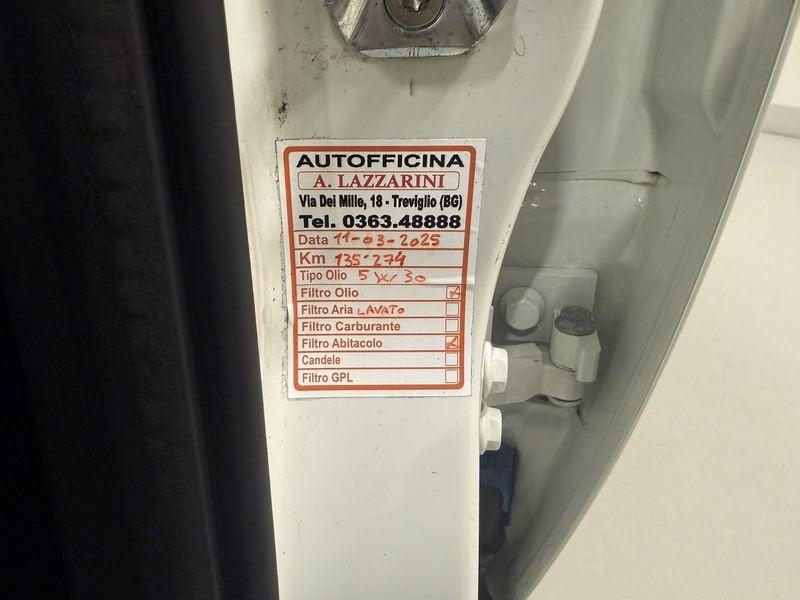 AUTOFFICINA
A. LAZZARINI
Via Dei Mille, 18 - Treviglio (BG)
Tel. 0363.48888
Data 11-03-2025
Km 135.274
Tipo Olio 5W30
Filtro Olio
Filtro Aria LAVATO
Filtro Carburante
Filtro Abitacolo
Candele
Filtro GPL